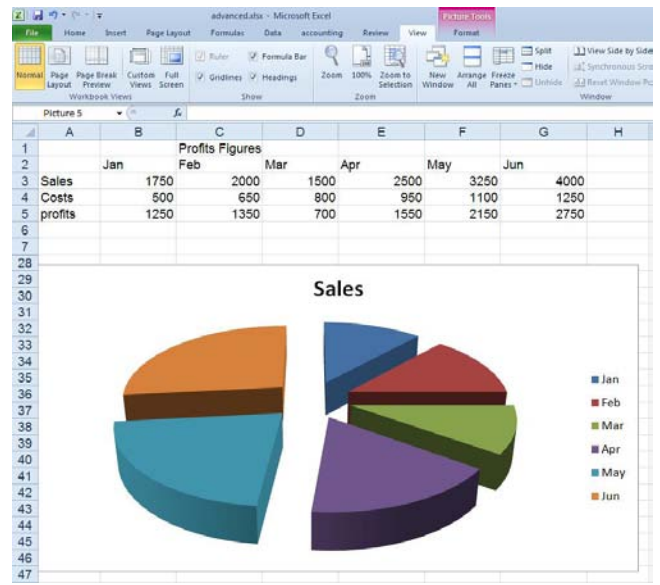 advanced.xlsx - Microsoft Excel Picture Tools
File Home Insert Page Layout Formulas Data accounting Review View Format
Ruler Formula Bar Split View Side by Side
Hide Synchronous Scro
Gridlines Headings Unhide Reset Window Po
Normal Page Layout Page Break Preview Custom Views Full Screen Zoom 100% Zoom to Selection New Window Arrange All Freeze Panes
Workbook Views Show Zoom Window
Picture 5 fx
A B C D E F G H
1 Profits Figures
2 Jan Feb Mar Apr May Jun
3 Sales 1750 2000 1500 2500 3250 4000
4 Costs 500 650 800 950 1100 1250
5 profits 1250 1350 700 1550 2150 2750
6
7
28
29
30
31
32
33
34
35
36
37
38
39
40
41
42
43
44
45
46
47
Sales
Jan
Feb
Mar
Apr
May
Jun